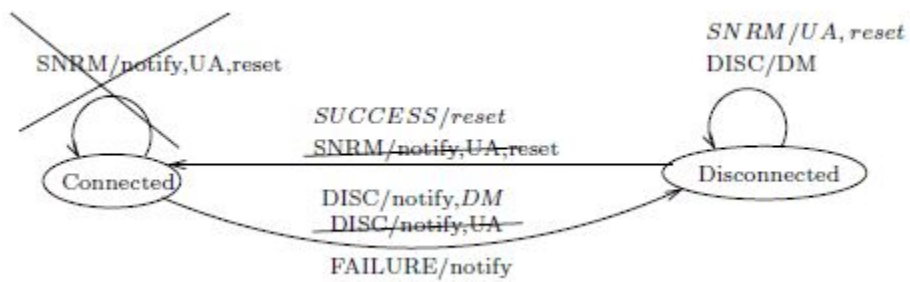 SNRM/UA, reset
SNRM/notify,UA,reset
DISC/DM
SUCCESS/reset
SNRM/notify,UA,reset
Connected
Disconnected
DISC/notify,DM
DISC/notify,UA
FAILURE/notify